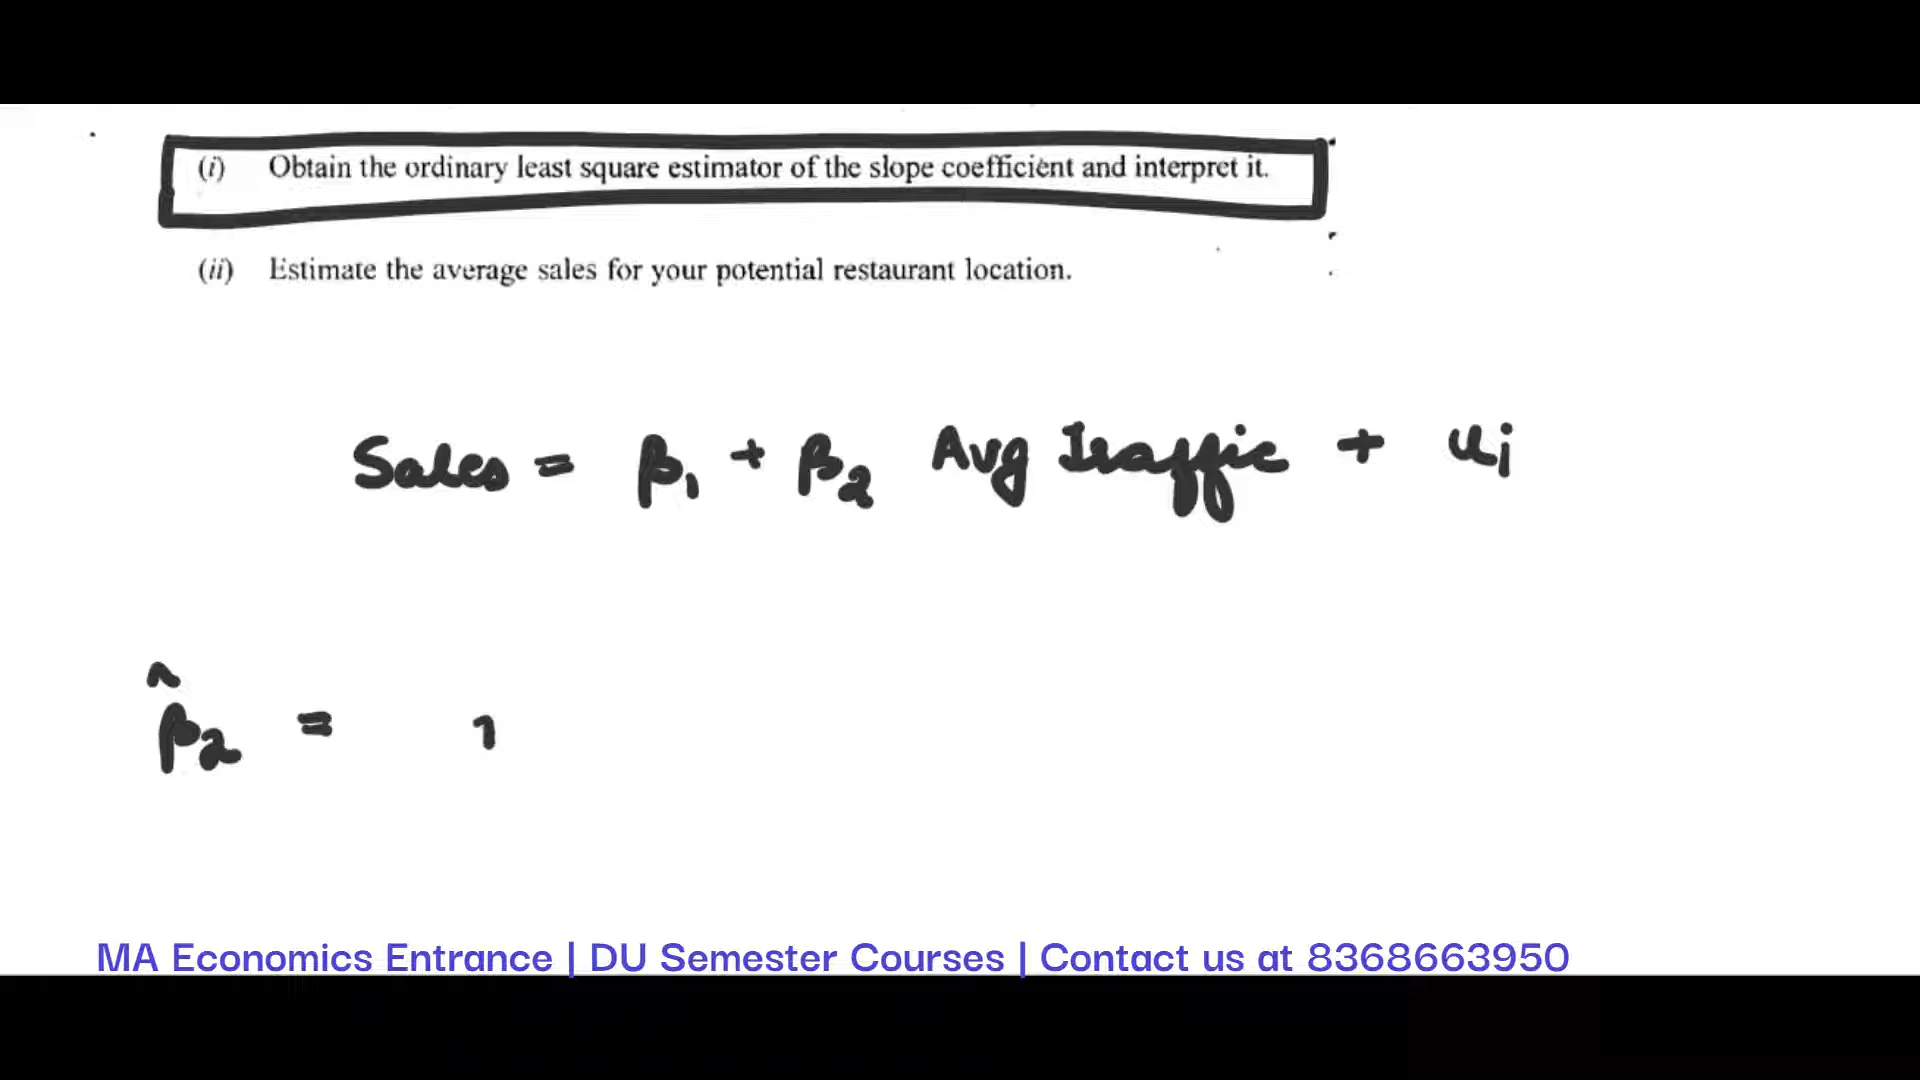 (i) Obtain the ordinary least square estimator of the slope coefficient and interpret it.
(ii) Estimate the average sales for your potential restaurant location.
Sales = β₁ + β₂ Avg Traffic + uᵢ
β̂₂ =
MA Economics Entrance | DU Semester Courses | Contact us at 8368663950